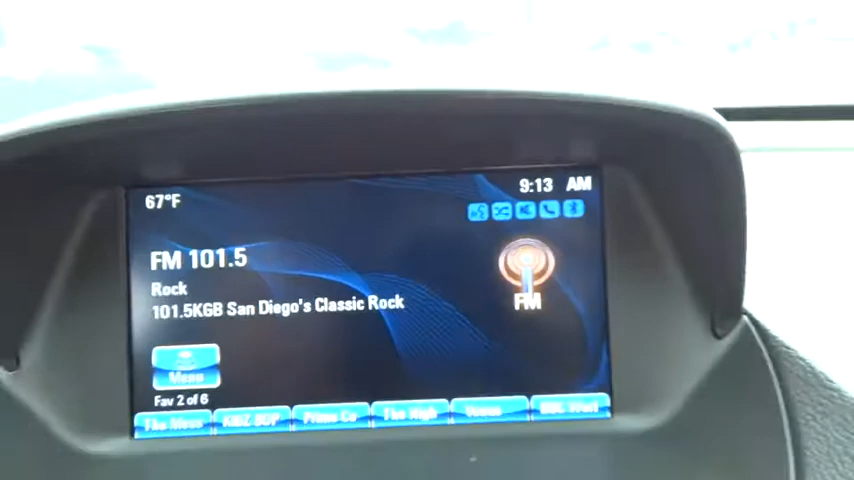 67°F
9:13 AM
FM 101.5
Rock
101.5KGB San Diego's Classic Rock
FM
Menu
Fav 2 of 6
The Mess
KIDZ BOP
Prime Co
The High
Venus